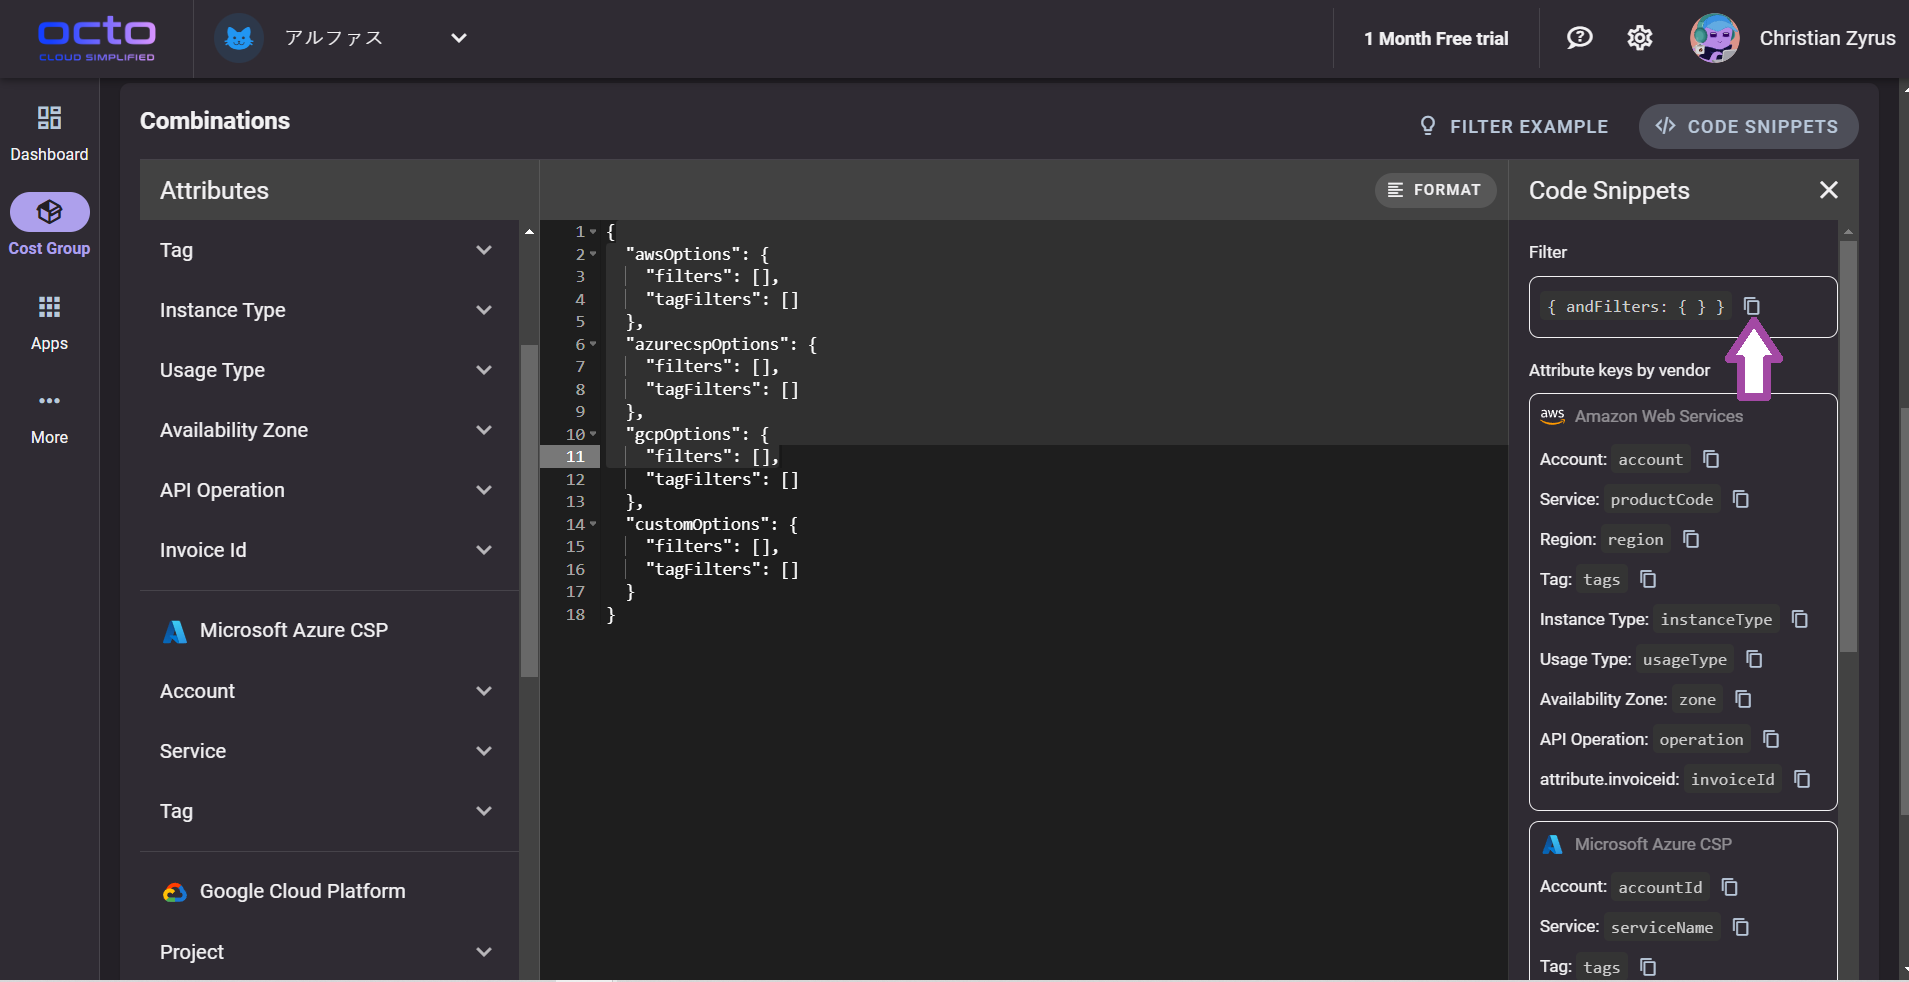 octo
CLOUD SIMPLIFIED
アルファス
1 Month Free trial
Christian Zyrus
Dashboard
Cost Group
Apps
More
Combinations
FILTER EXAMPLE
</> CODE SNIPPETS
Attributes
Tag
Instance Type
Usage Type
Availability Zone
API Operation
Invoice Id
Microsoft Azure CSP
Account
Service
Tag
Google Cloud Platform
Project
FORMAT
1 {
2 "awsOptions": {
3 "filters": [],
4 "tagFilters": []
5 },
6 "azurecspOptions": {
7 "filters": [],
8 "tagFilters": []
9 },
10 "gcpOptions": {
11 "filters": [],
12 "tagFilters": []
13 },
14 "customOptions": {
15 "filters": [],
16 "tagFilters": []
17 }
18 }
Code Snippets
Filter
{ andFilters: { } }
Attribute keys by vendor
aws Amazon Web Services
Account: account
Service: productCode
Region: region
Tag: tags
Instance Type: instanceType
Usage Type: usageType
Availability Zone: zone
API Operation: operation
attribute.invoiceid: invoiceId
Microsoft Azure CSP
Account: accountId
Service: serviceName
Tag: tags